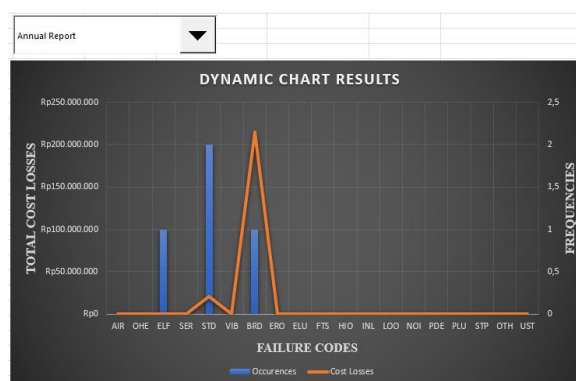 Annual Report
DYNAMIC CHART RESULTS
Rp250.000.000
Rp200.000.000
Rp150.000.000
Rp100.000.000
Rp50.000.000
Rp0
TOTAL COST LOSSES
2,5
2
1,5
1
0,5
0
FREQUENCIES
AIR OHE ELF SER STD VIB BRD ERO ELU FTS HIO INL LOO NOI PDE PLU STP OTH UST
FAILURE CODES
Occurences Cost Losses